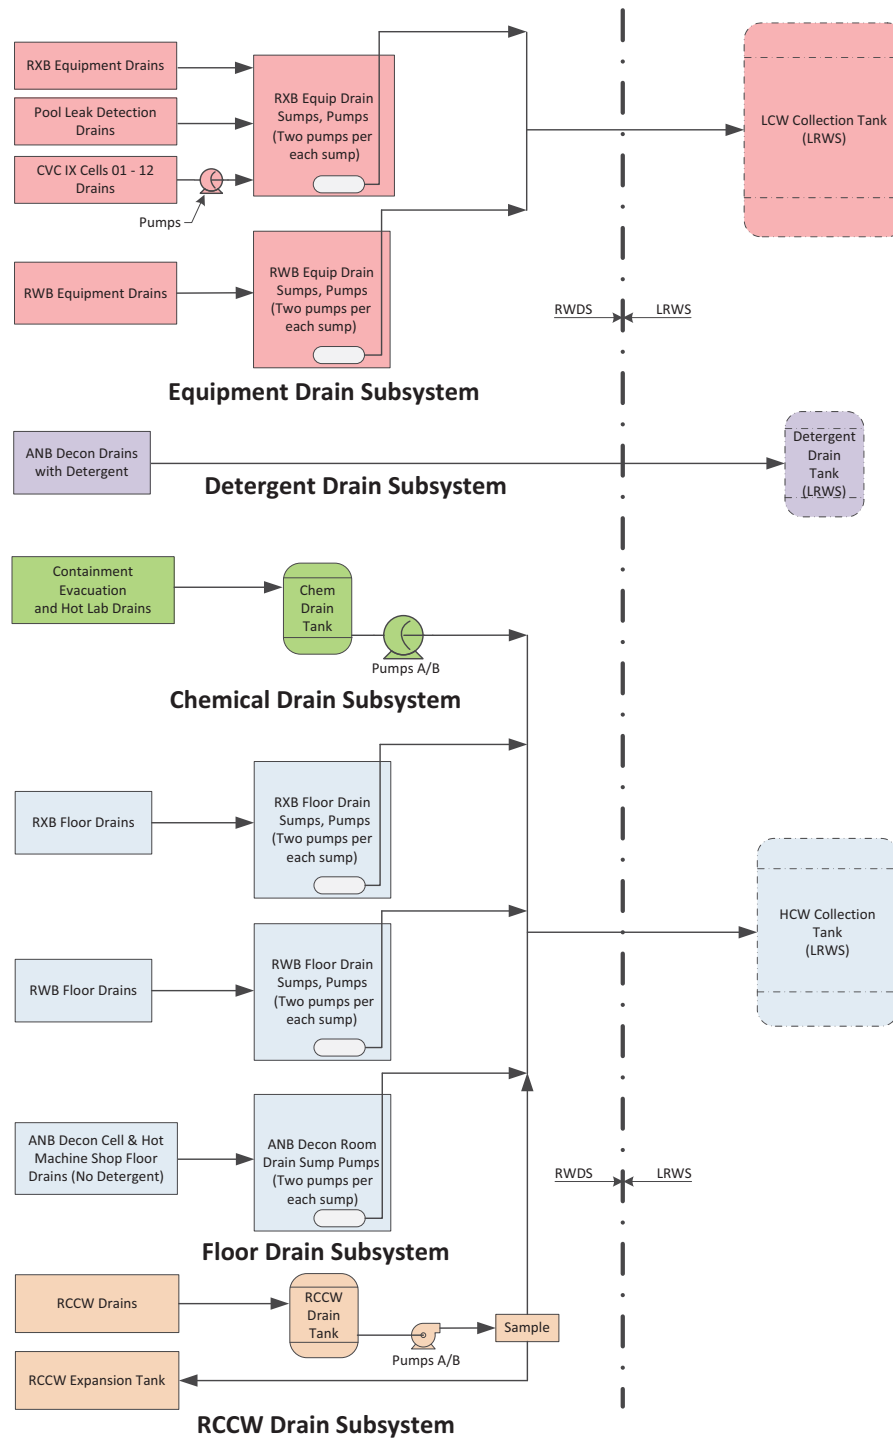 RXB Equipment Drains
Pool Leak Detection
Drains
CVC IX Cells 01 - 12
Drains
Pumps
RXB Equip Drain
Sumps, Pumps
(Two pumps per
each sump)
LCW Collection Tank
(LRWS)
RWB Equipment Drains
RWB Equip Drain
Sumps, Pumps
(Two pumps per
each sump)
RWDS
LRWS
Equipment Drain Subsystem
ANB Decon Drains
with Detergent
Detergent
Drain
Tank
(LRWS)
Detergent Drain Subsystem
Containment
Evacuation
and Hot Lab Drains
Chem
Drain
Tank
Pumps A/B
Chemical Drain Subsystem
RXB Floor Drains
RXB Floor Drain
Sumps, Pumps
(Two pumps per
each sump)
HCW Collection
Tank
(LRWS)
RWB Floor Drains
RWB Floor Drain
Sumps, Pumps
(Two pumps per
each sump)
ANB Decon Cell & Hot
Machine Shop Floor
Drains (No Detergent)
ANB Decon Room
Drain Sump Pumps
(Two pumps per
each sump)
RWDS
LRWS
Floor Drain Subsystem
RCCW Drains
RCCW
Drain
Tank
Pumps A/B
Sample
RCCW Expansion Tank
RCCW Drain Subsystem